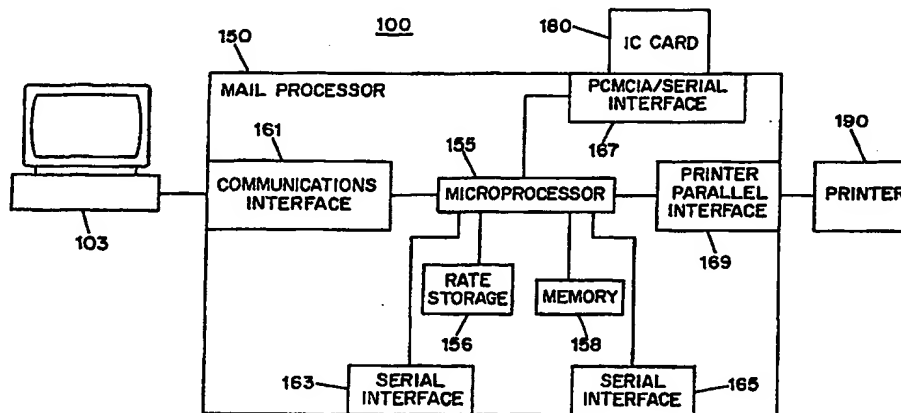 100
150
180
IC CARD
MAIL PROCESSOR
PCMCIA/SERIAL
INTERFACE
161
155
167
190
COMMUNICATIONS
INTERFACE
MICROPROCESSOR
PRINTER
PARALLEL
INTERFACE
PRINTER
103
169
RATE
STORAGE
MEMORY
156
158
163
SERIAL
INTERFACE
SERIAL
INTERFACE
165